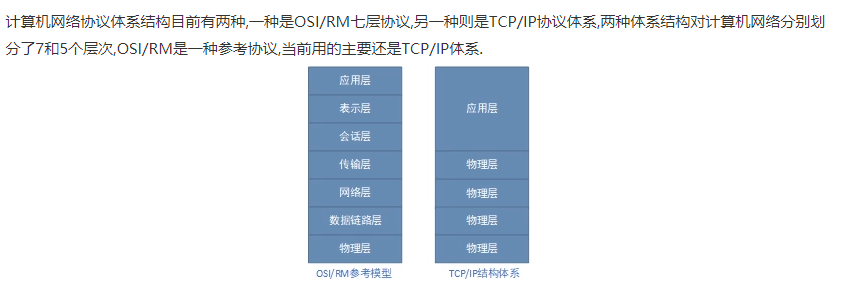 计算机网络协议体系结构目前有两种,一种是OSI/RM七层协议,另一种则是TCP/IP协议体系,两种体系结构对计算机网络分别划
分了7和5个层次,OSI/RM是一种参考协议,当前用的主要还是TCP/IP体系.
应用层
表示层
会话层
传输层
网络层
数据链路层
物理层
OSI/RM参考模型
应用层
物理层
物理层
物理层
物理层
TCP/IP结构体系